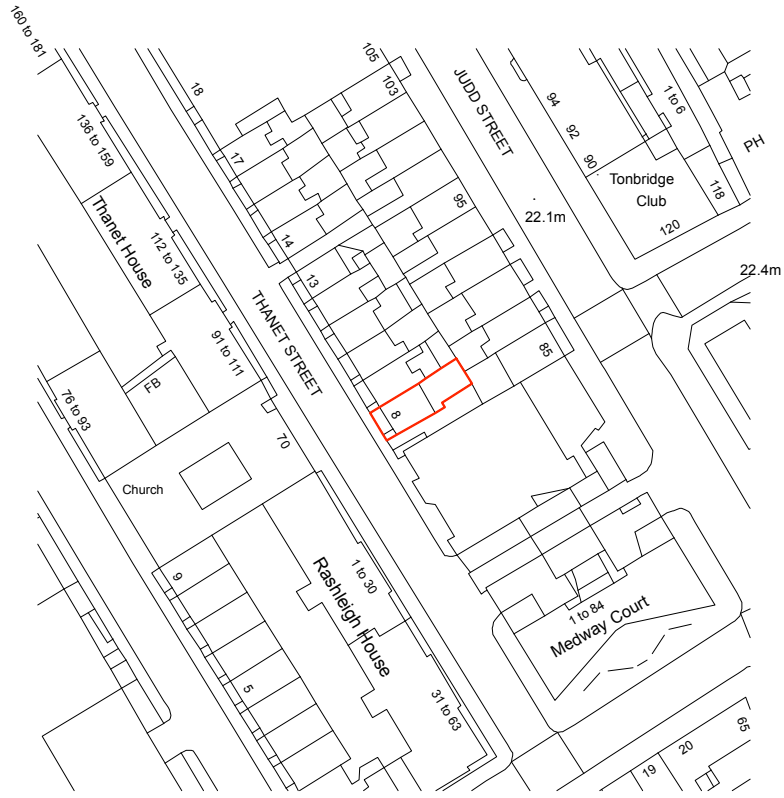 160 to 181
105
18
103
JUDD STREET
94
92
90
1 to 6
PH
136 to 159
17
Tonbridge
Club
118
Thanet House
112 to 135
14
95
22.1m
120
13
22.4m
THANET STREET
91 to 111
85
FB
76 to 93
8
70
Church
9
1 to 30
Rashleigh House
1 to 84
Medway Court
5
31 to 63
65
20
19